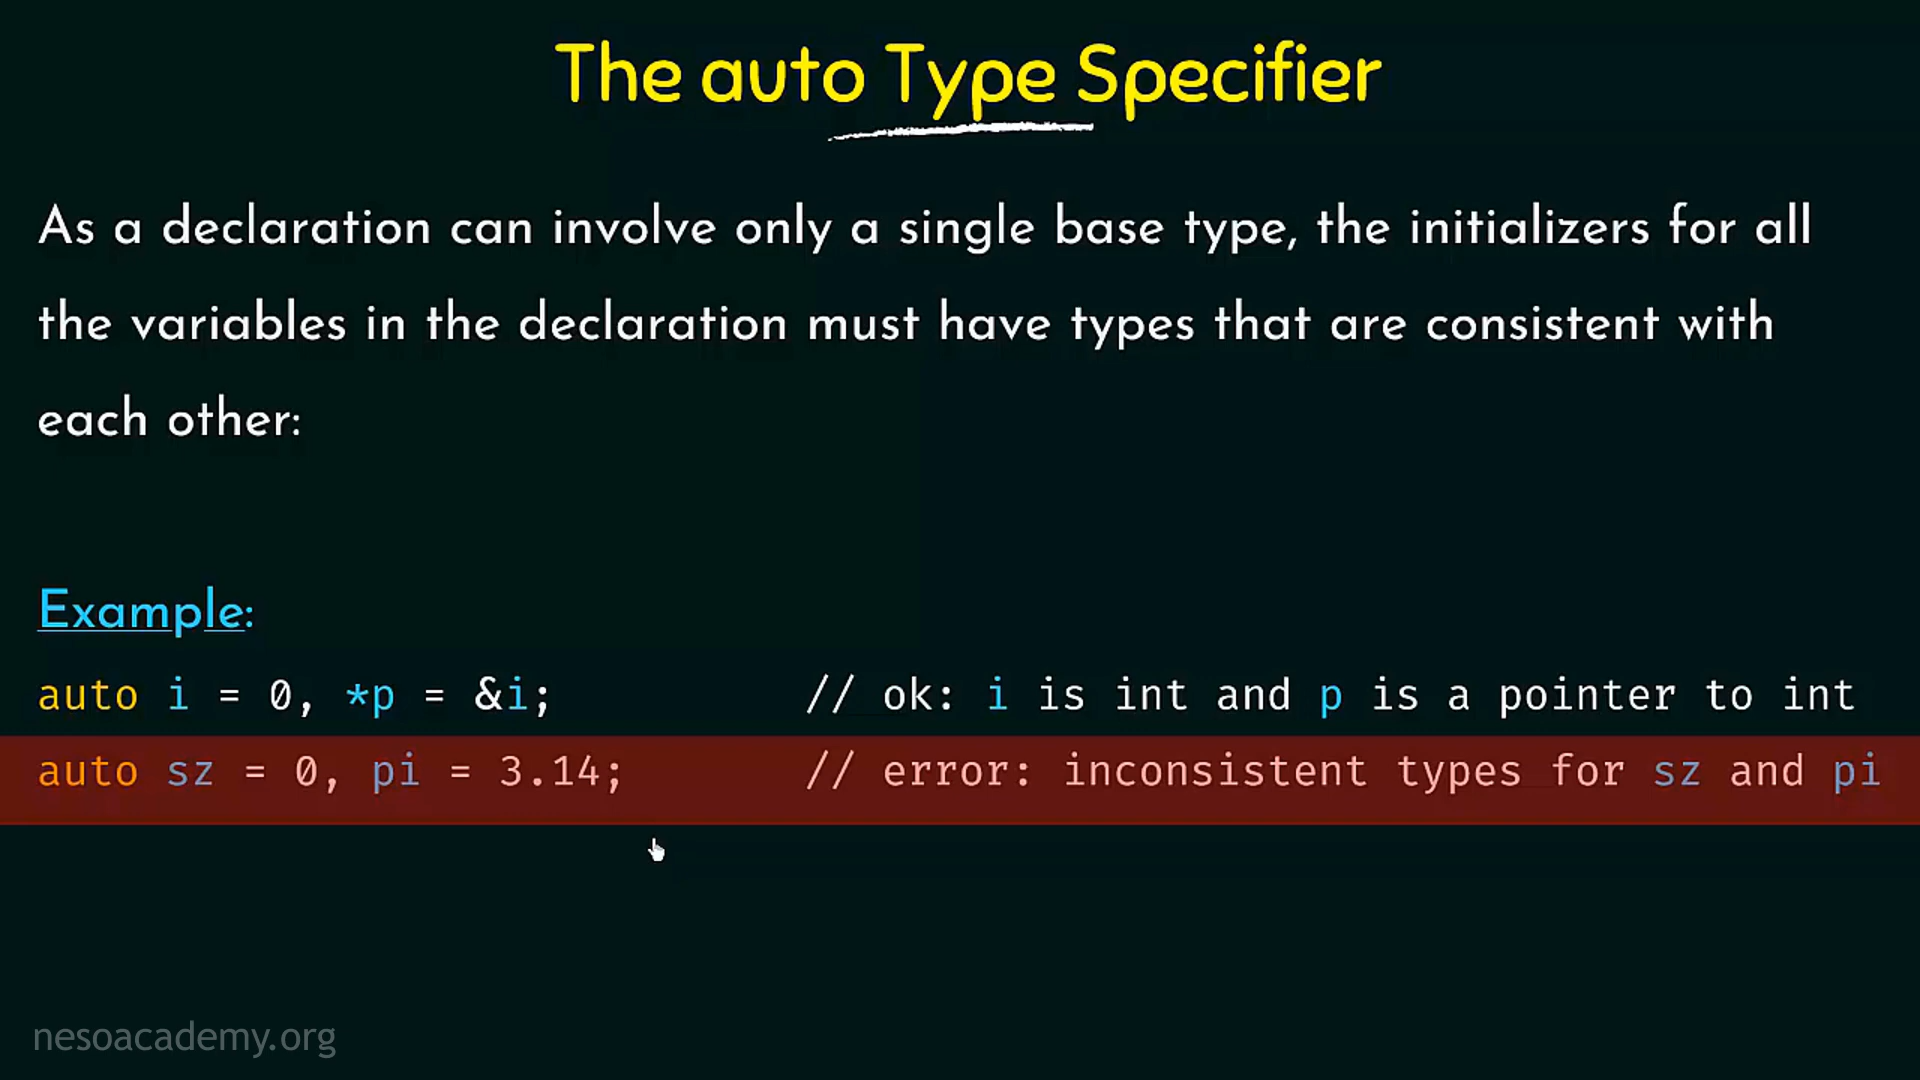 The auto Type Specifier
As a declaration can involve only a single base type, the initializers for all
the variables in the declaration must have types that are consistent with
each other:
Example:
auto i = 0, *p = &i; // ok: i is int and p is a pointer to int
auto sz = 0, pi = 3.14; // error: inconsistent types for sz and pi
nesoacademy.org